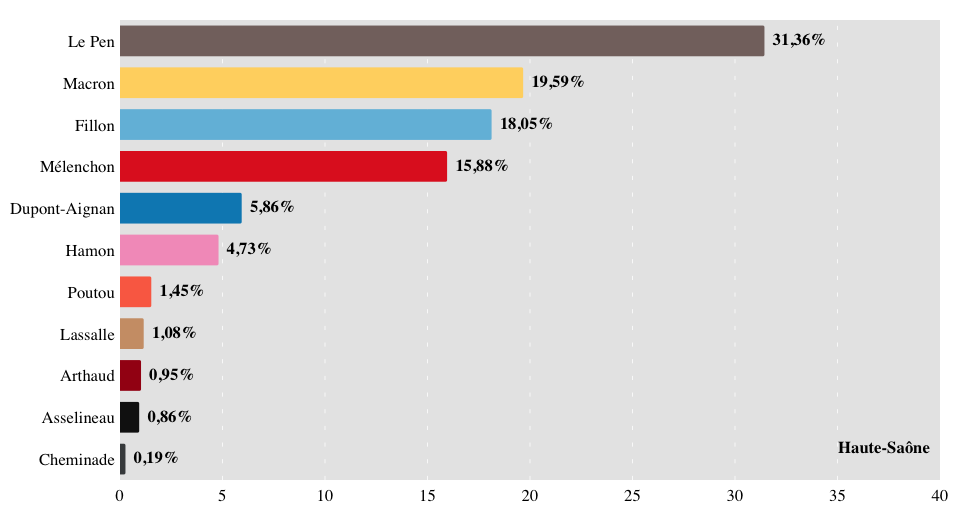 Le Pen 31,36%
Macron 19,59%
Fillon 18,05%
Mélenchon 15,88%
Dupont-Aignan 5,86%
Hamon 4,73%
Poutou 1,45%
Lassalle 1,08%
Arthaud 0,95%
Asselineau 0,86%
Haute-Saône
Cheminade 0,19%
0 5 10 15 20 25 30 35 40